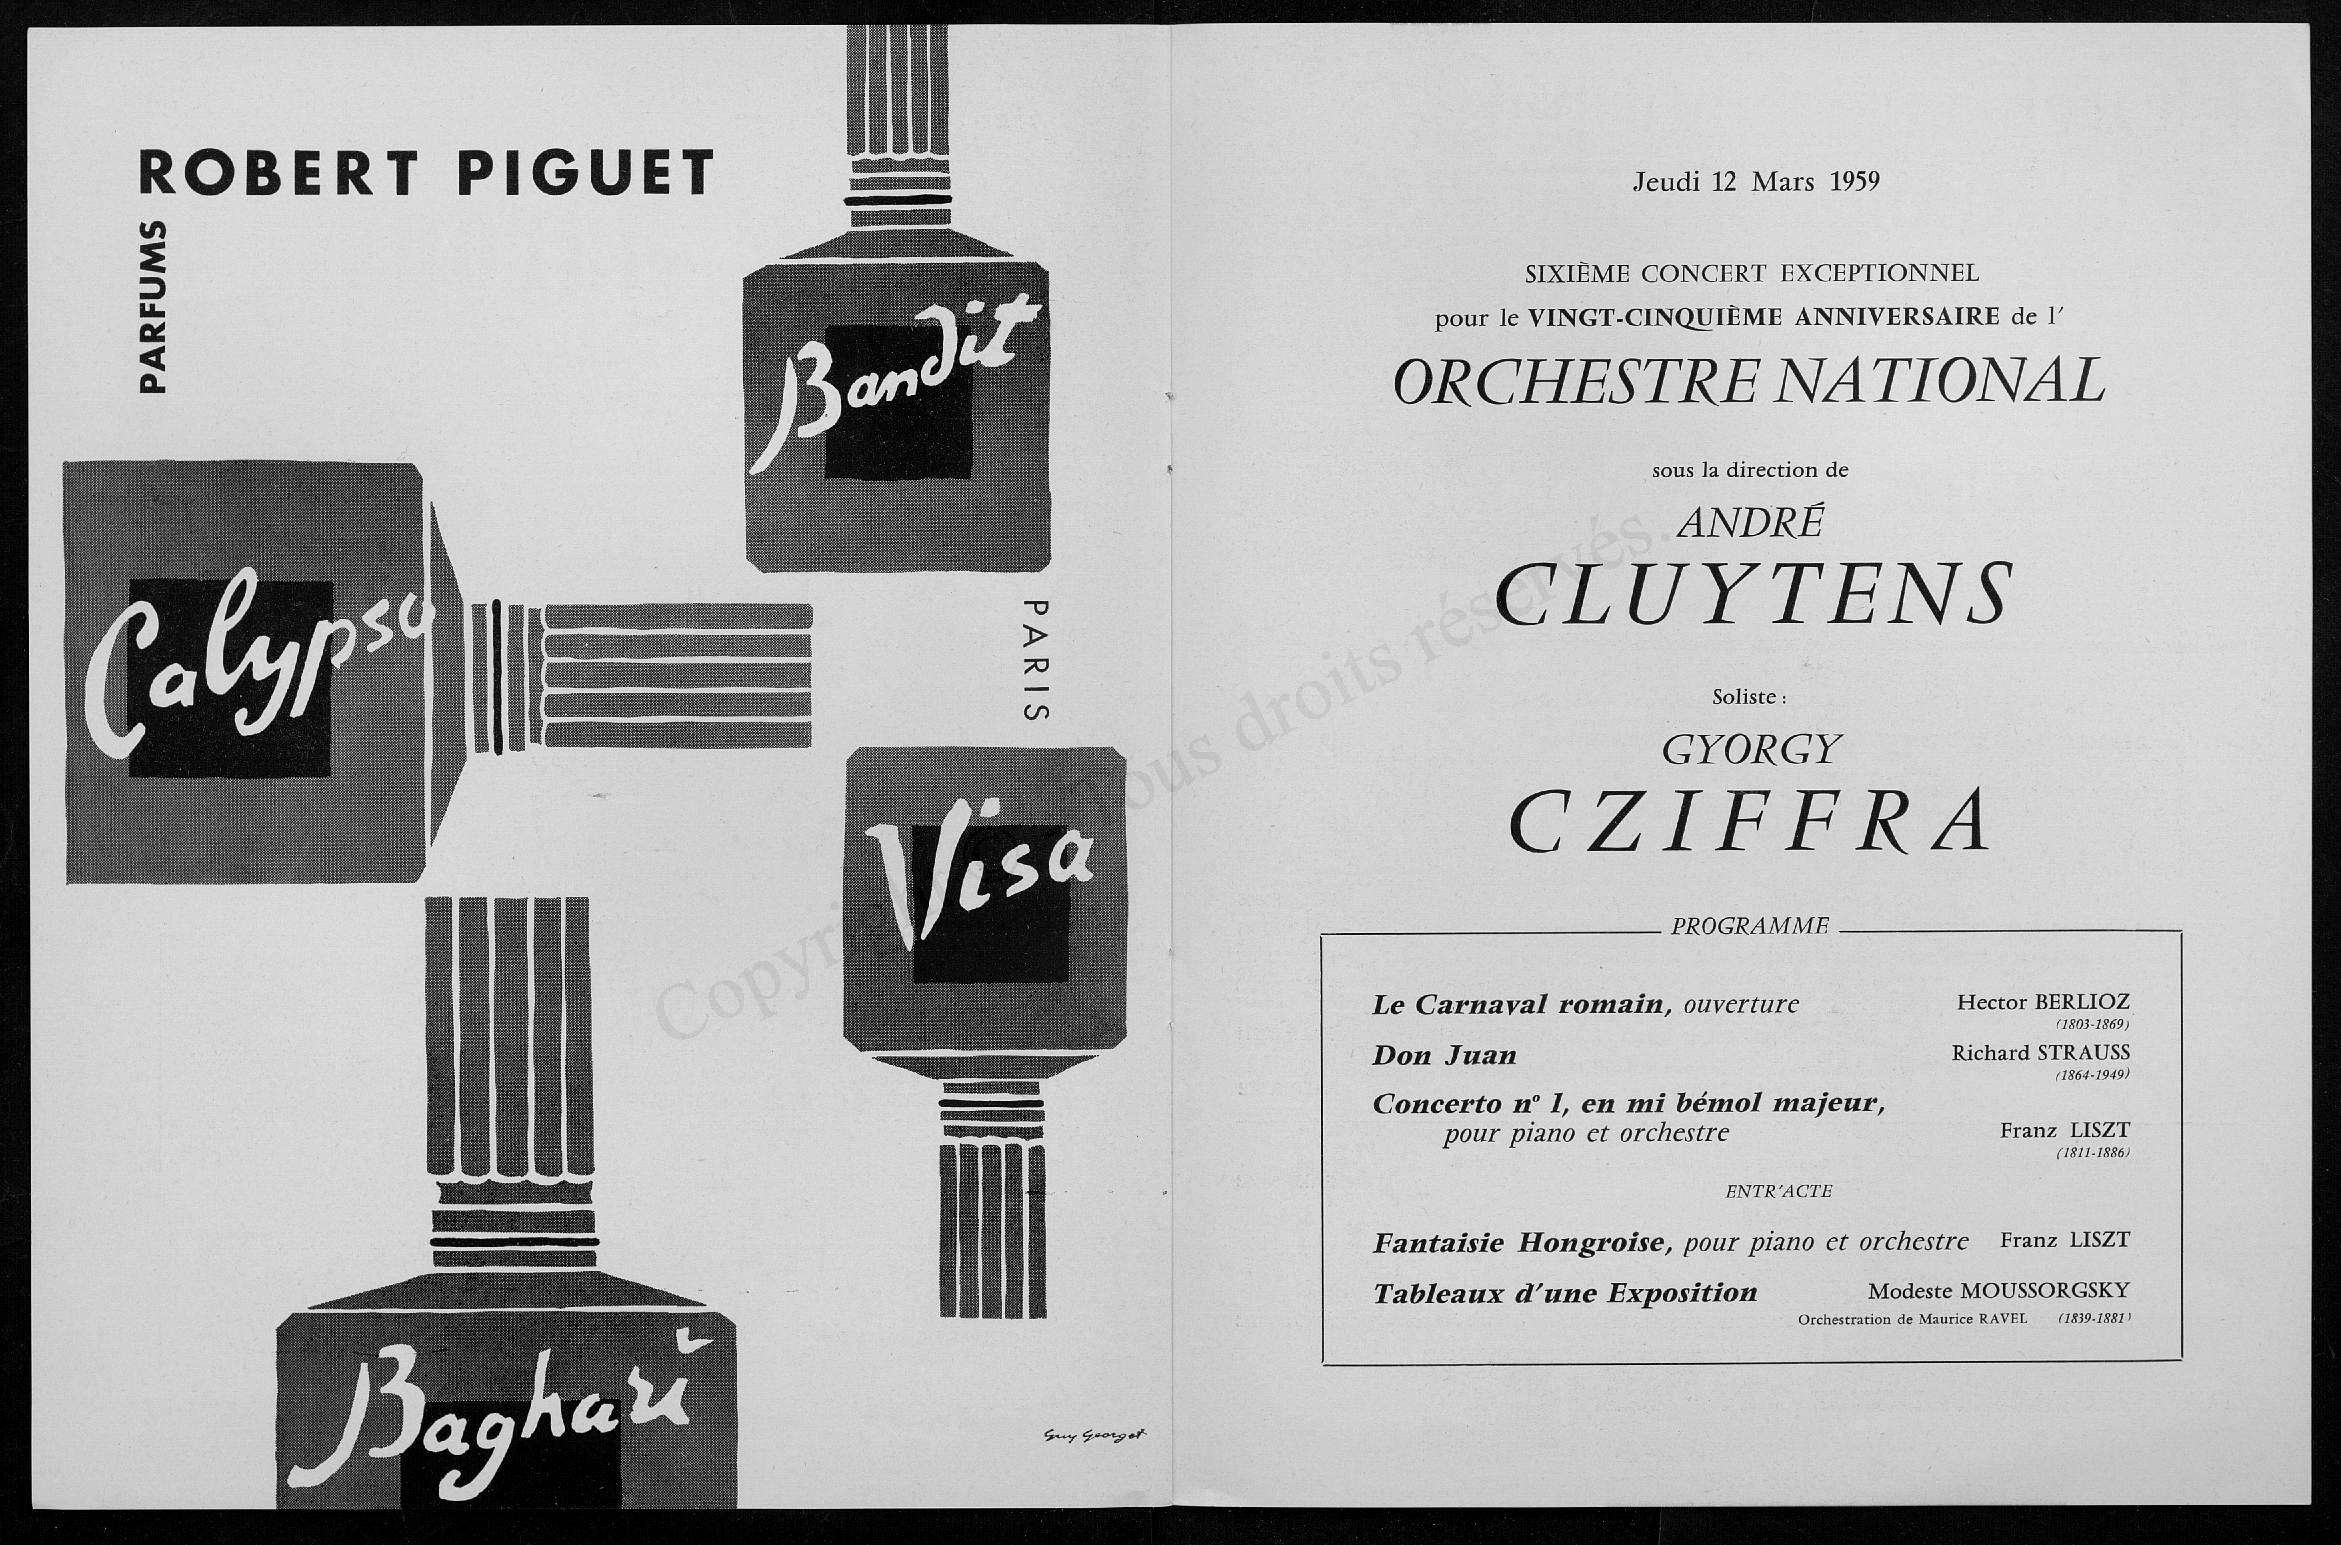 ROBERT PIGUET
PARFUMS
Bandit
Calypso
PARIS
Visa
Baghari
Guy Georget
Jeudi 12 Mars 1959
SIXIÈME CONCERT EXCEPTIONNEL
pour le VINGT-CINQUIÈME ANNIVERSAIRE de l'
ORCHESTRE NATIONAL
sous la direction de
ANDRÉ
CLUYTENS
Soliste :
GYORGY
CZIFFRA
PROGRAMME
Le Carnaval romain, ouverture Hector BERLIOZ
(1803-1869)
Don Juan Richard STRAUSS
(1864-1949)
Concerto nº 1, en mi bémol majeur,
pour piano et orchestre Franz LISZT
(1811-1886)
ENTR'ACTE
Fantaisie Hongroise, pour piano et orchestre Franz LISZT
Tableaux d'une Exposition Modeste MOUSSORGSKY
Orchestration de Maurice RAVEL (1839-1881)
© Tous droits réservés.